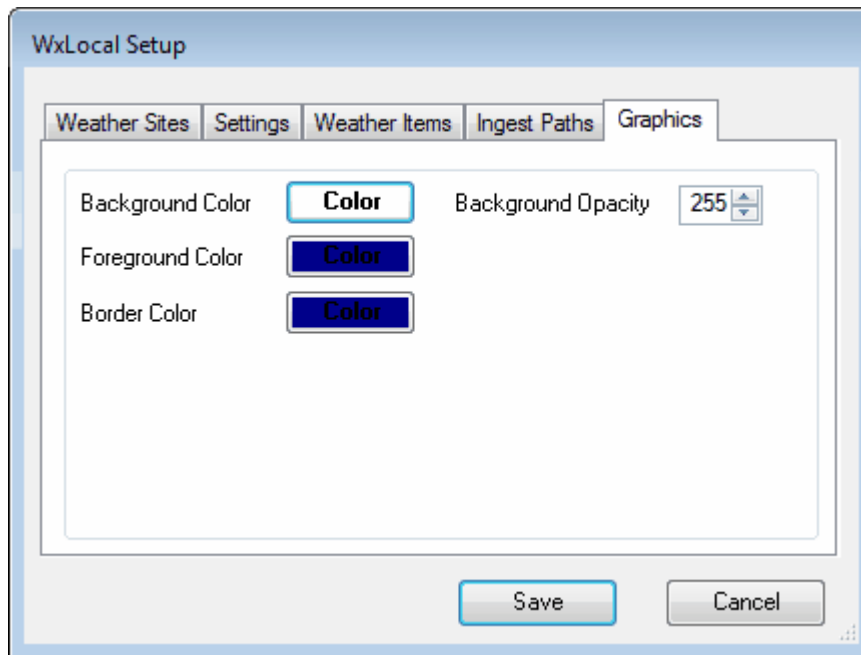 WxLocal Setup
Weather Sites Settings Weather Items Ingest Paths Graphics
Background Color Color Background Opacity 255
Foreground Color Color
Border Color Color
Save Cancel